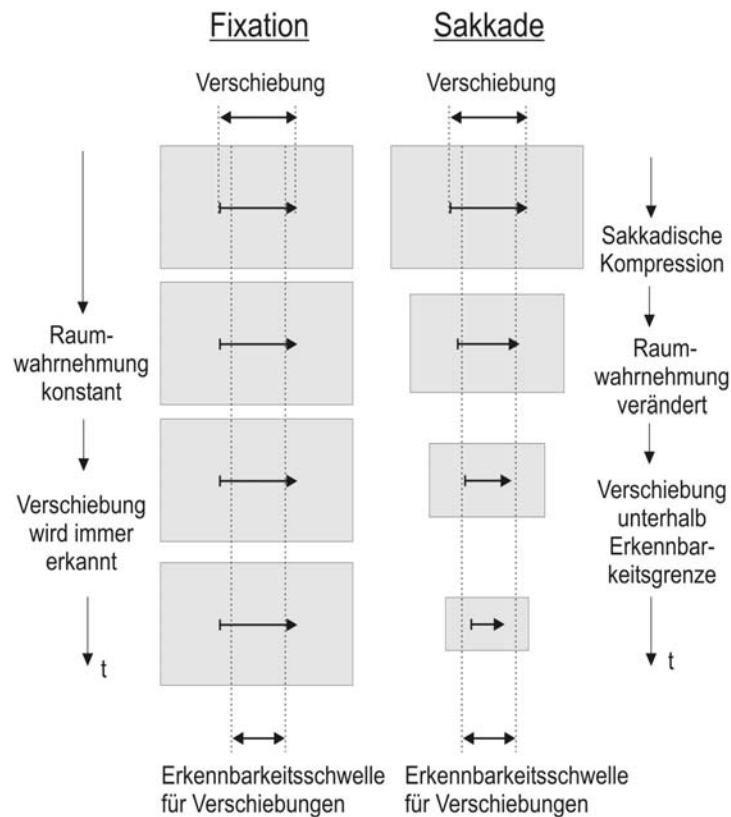 Fixation
Sakkade
Verschiebung
Verschiebung
Raum-
wahrnehmung
konstant
Verschiebung
wird immer
erkannt
t
Sakkadische
Kompression
Raum-
wahrnehmung
verändert
Verschiebung
unterhalb
Erkennbar-
keitsgrenze
t
Erkennbarkeitsschwelle
für Verschiebungen
Erkennbarkeitsschwelle
für Verschiebungen